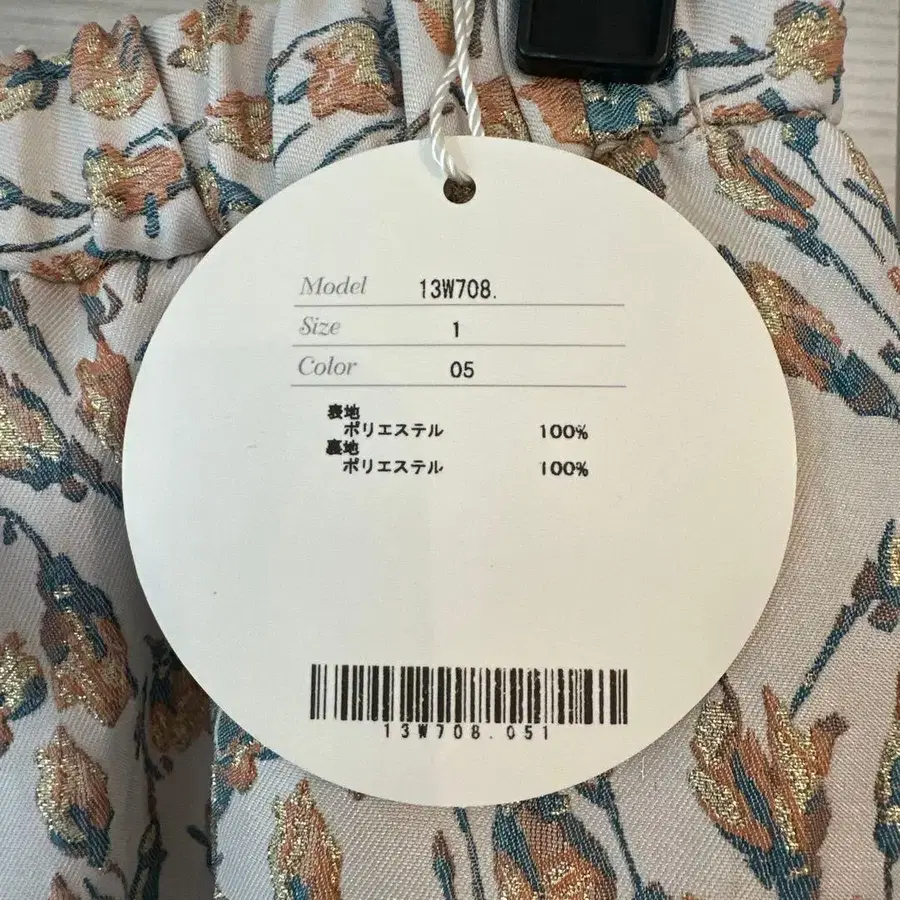 Model 13W708.
Size 1
Color 05
表地
ポリエステル 100%
裏地
ポリエステル 100%
13W708.051